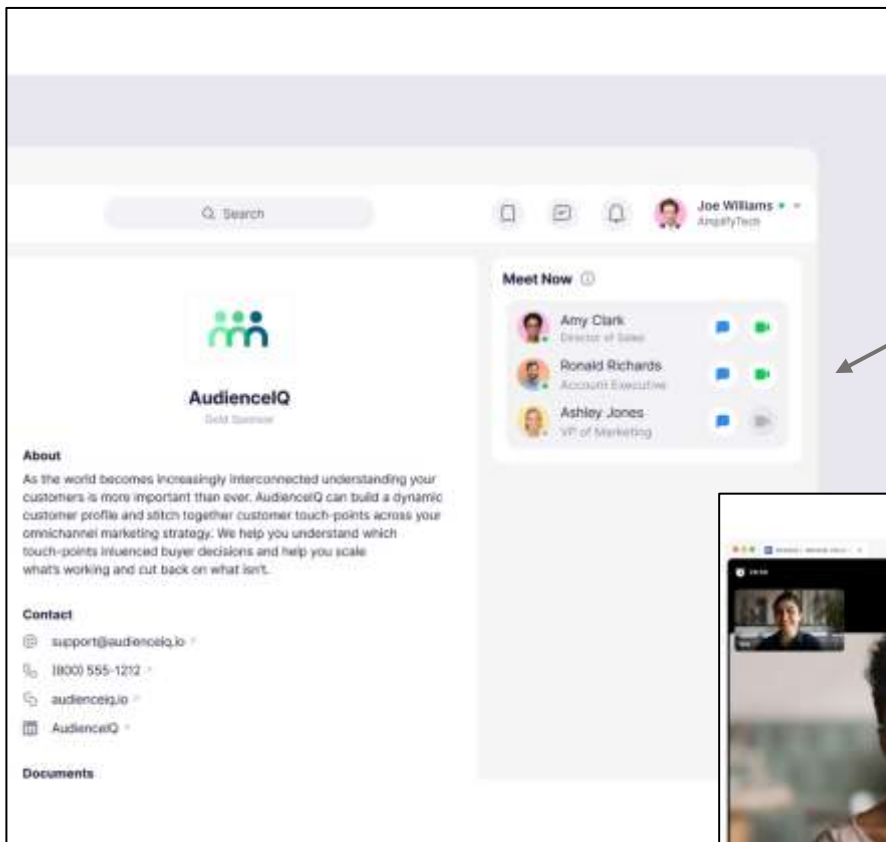 Search
Joe Williams
AmplifyTech
AudienceIQ
Gold Sponsor
About
As the world becomes increasingly interconnected understanding your
customers is more important than ever. AudienceIQ can build a dynamic
customer profile and stitch together customer touch-points across your
omnichannel marketing strategy. We help you understand which
touch-points inluenced buyer decisions and help you scale
what's working and cut back on what isn't.
Contact
support@audienceiq.io
(800) 555-1212
audienceiq.io
AudienceIQ
Documents
Meet Now
Amy Clark
Director of Sales
Ronald Richards
Account Executive
Ashley Jones
VP of Marketing